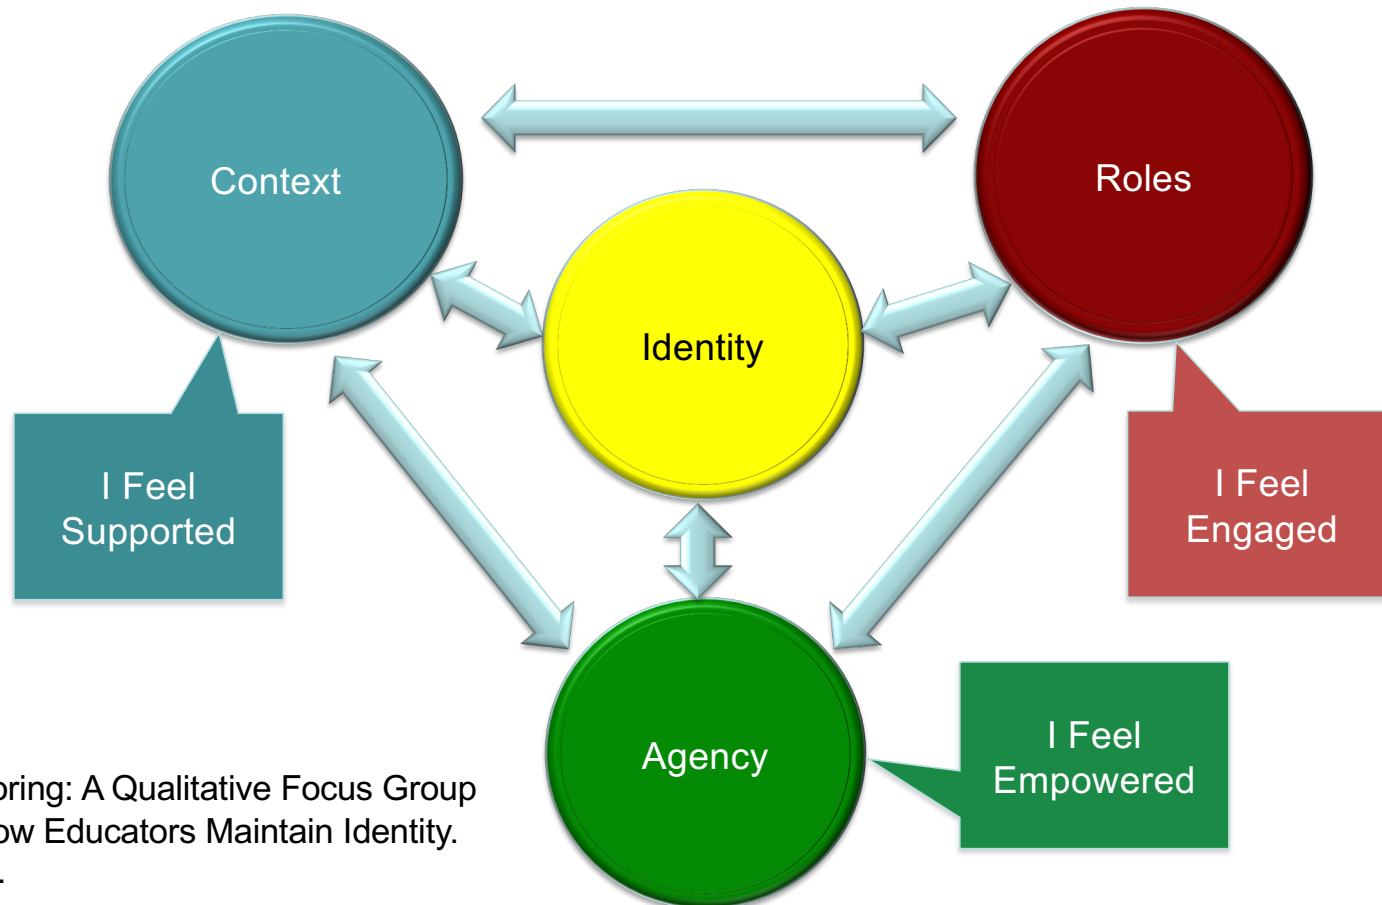 Context
Roles
Identity
I Feel
Supported
I Feel
Engaged
Agency
I Feel
Empowered
oring: A Qualitative Focus Group
ow Educators Maintain Identity.
.